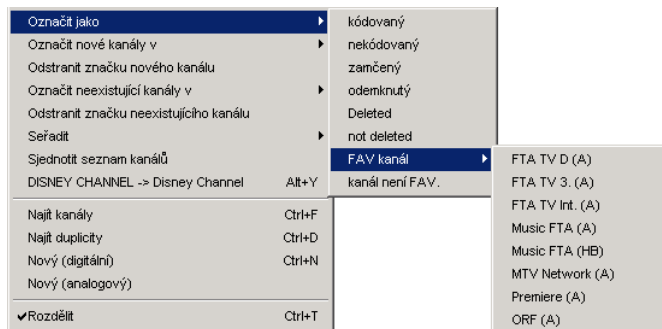 Označit jako
Označit nové kanály v
Odstranit značku nového kanálu
Označit neexistující kanály v
Odstranit značku neexistujícího kanálu
Seřadit
Sjednotit seznam kanálů
DISNEY CHANNEL -> Disney Channel Alt+Y
Najít kanály Ctrl+F
Najít duplicity Ctrl+D
Nový (digitální) Ctrl+N
Nový (analogový)
Rozdělit Ctrl+T
kódovaný
nekódovaný
zamčený
odemknutý
Deleted
not deleted
FAV kanál
kanál není FAV.
FTA TV D (A)
FTA TV 3. (A)
FTA TV Int. (A)
Music FTA (A)
Music FTA (HB)
MTV Network (A)
Premiere (A)
ORF (A)